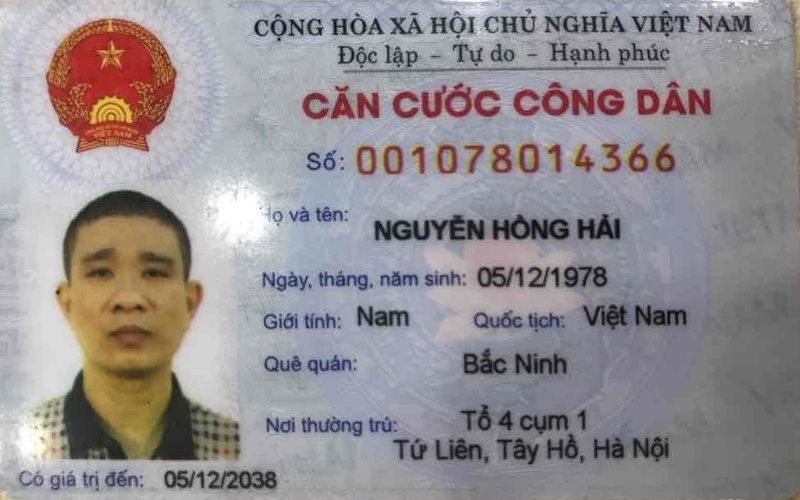 CỘNG HÒA XÃ HỘI CHỦ NGHĨA VIỆT NAM
Độc lập - Tự do - Hạnh phúc
CĂN CƯỚC CÔNG DÂN
Số: 001078014366
Họ và tên: NGUYỄN HỒNG HẢI
Ngày, tháng, năm sinh: 05/12/1978
Giới tính: Nam Quốc tịch: Việt Nam
Quê quán: Bắc Ninh
Nơi thường trú: Tổ 4 cụm 1
Tứ Liên, Tây Hồ, Hà Nội
Có giá trị đến: 05/12/2038